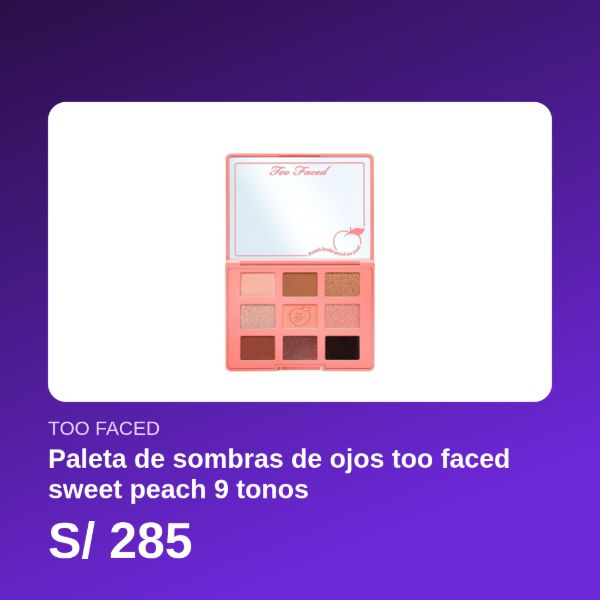 Too Faced
TOO FACED
Paleta de sombras de ojos too faced
sweet peach 9 tonos
S/ 285